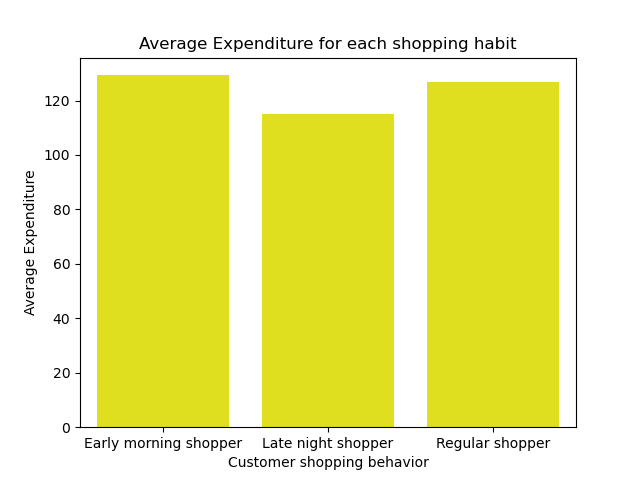 Average Expenditure for each shopping habit
120
100
80
60
40
20
0
Average Expenditure
Early morning shopper
Late night shopper
Regular shopper
Customer shopping behavior